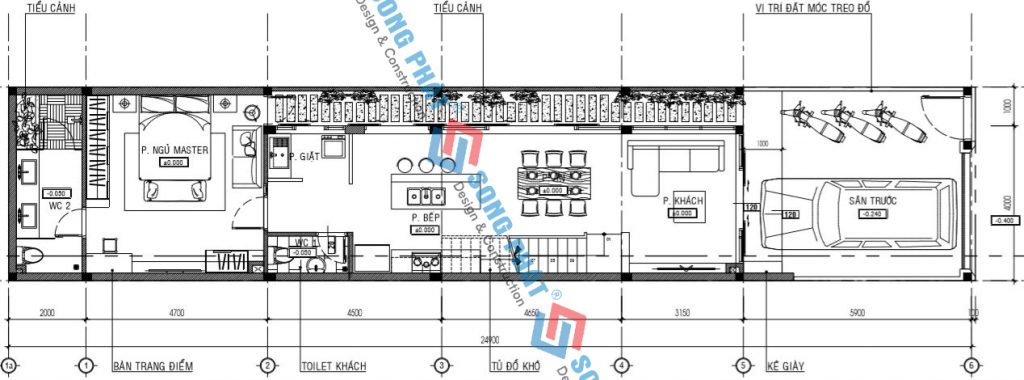 TIỂU CẢNH
TIỂU CẢNH
VỊ TRÍ ĐẶT MÓC TREO ĐỒ
P. NGỦ MASTER
±0.000
P. GIẶT
±0.000
P. KHÁCH
±0.000
SÂN TRƯỚC
-0.240
-0.400
-0.050
WC 2
P. BẾP
±0.000
WC 1
-0.050
1000
120
120
1000
4000
2000
4700
4500
4650
3150
5900
100
24900
1a
1
2
3
4
5
6
BÀN TRANG ĐIỂM
TOILET KHÁCH
TỦ ĐỒ KHÔ
KỆ GIÀY
SONG PHÁT
Design & Construction
SONG PHÁT
®
Design & Construction
SONG
Design &